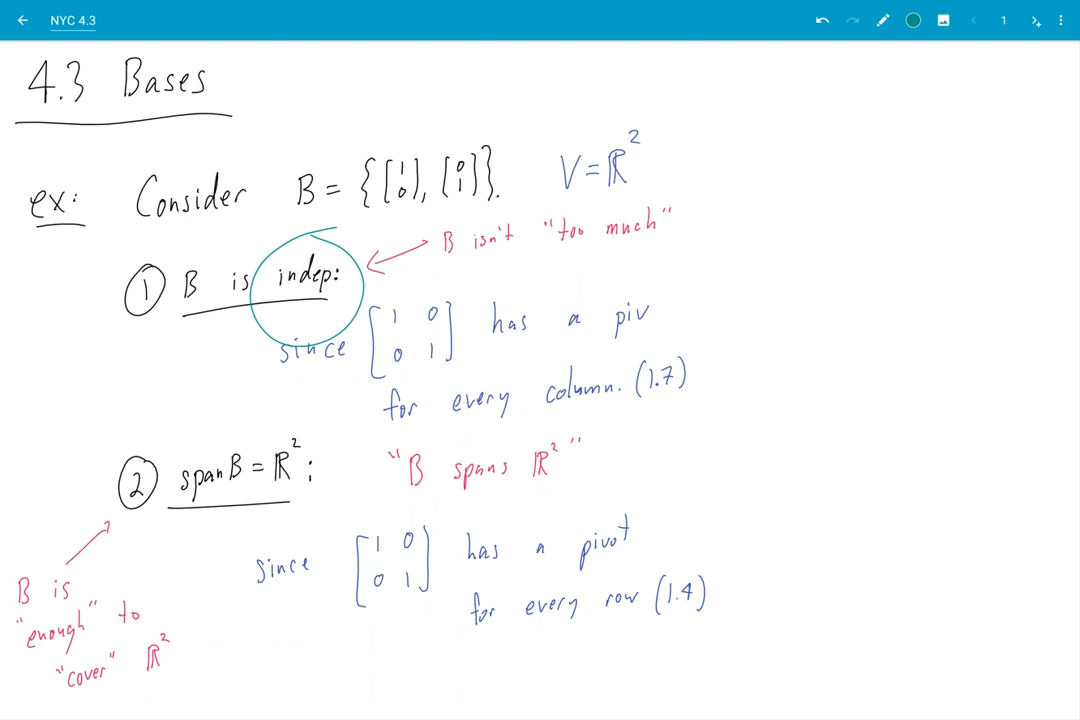 NYC 4.3
1
4.3 Bases
ex: Consider B = {[1 0], [0 1]}. V = ℝ²
B isn't "too much"
① B is indep:
since [1 0
0 1] has a piv
for every column. (1.7)
② span B = ℝ²: "B spans ℝ²"
since [1 0
0 1] has a pivot
for every row (1.4)
B is
"enough" to
"cover" ℝ²